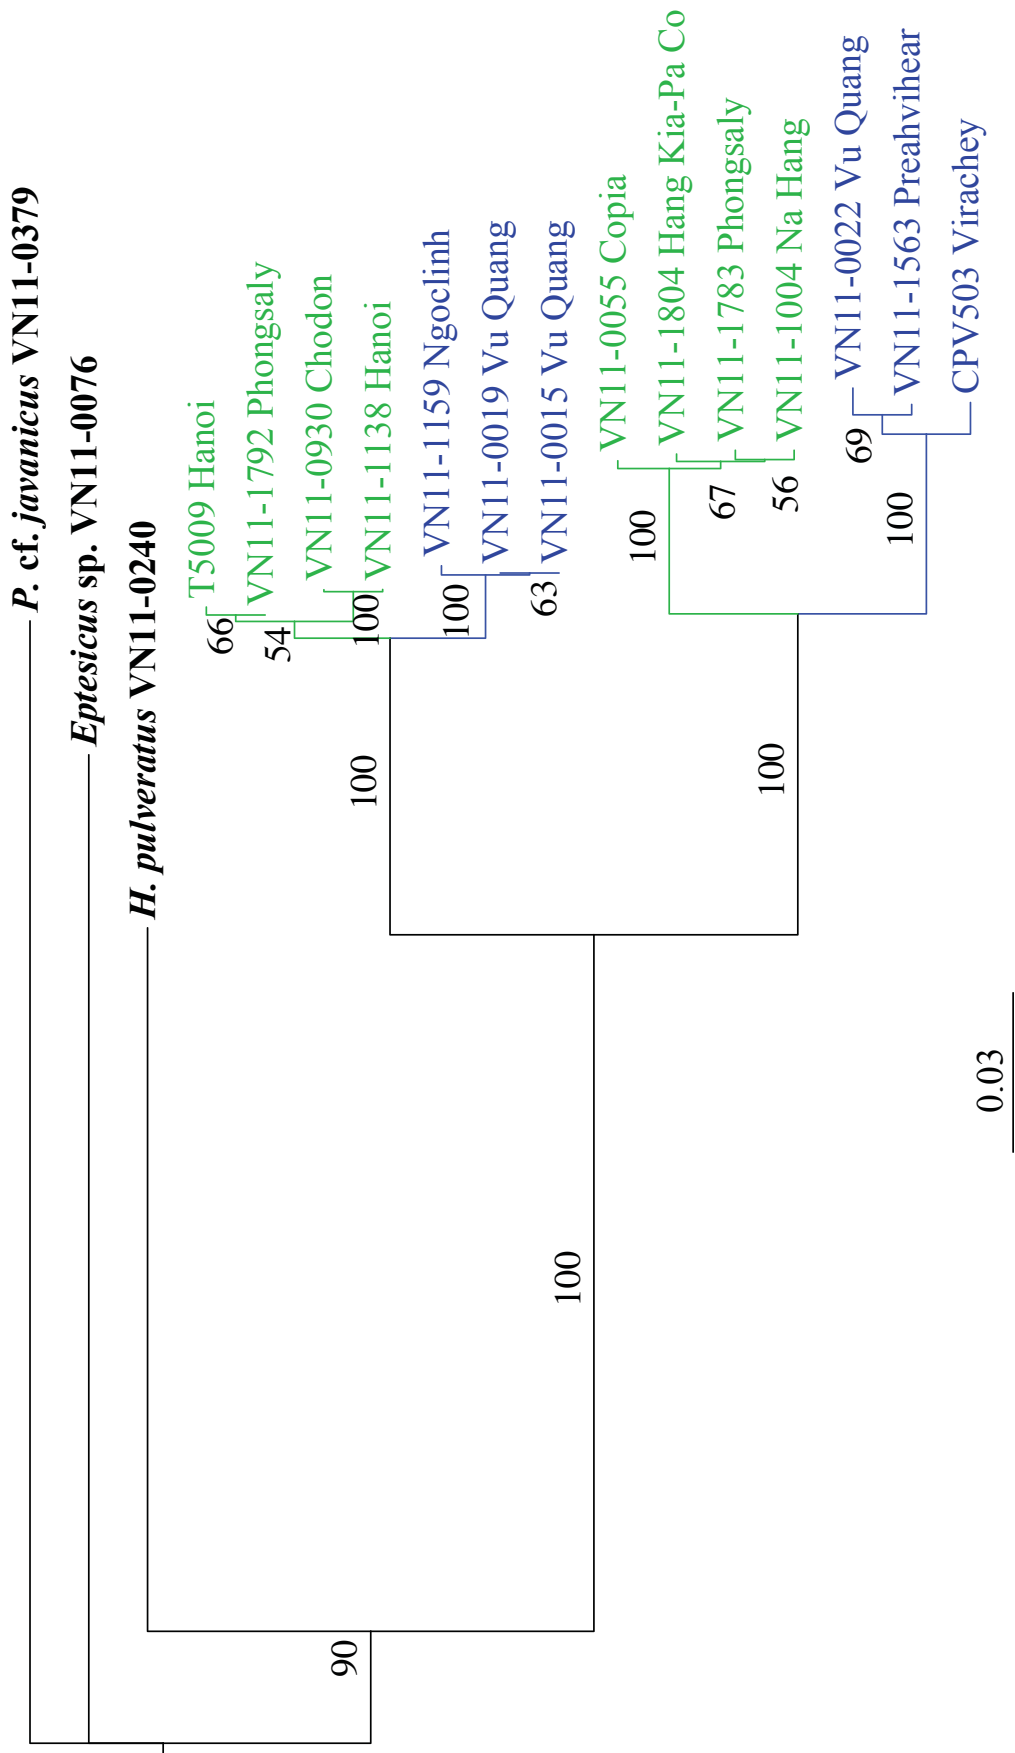 P. cf. javanicus VN11-0379
Eptesicus sp. VN11-0076
H. pulveratus VN11-0240
T5009 Hanoi
66
VN11-1792 Phongsaly
54
VN11-0930 Chodon
100
VN11-1138 Hanoi
100
VN11-1159 Ngoclinh
100
VN11-0019 Vu Quang
63
VN11-0015 Vu Quang
100
90
VN11-0055 Copia
100
VN11-1804 Hang Kia-Pa Co
67
VN11-1783 Phongsaly
56
VN11-1004 Na Hang
100
VN11-0022 Vu Quang
69
VN11-1563 Preahvihear
100
CPV503 Virachey
0.03